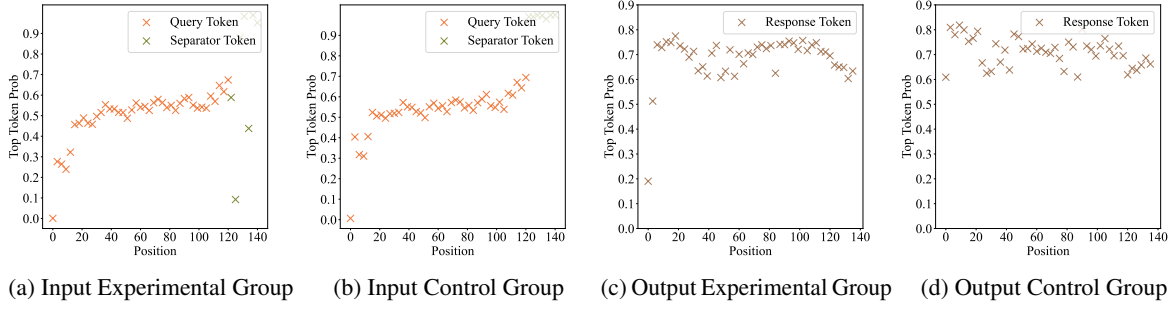 Query Token
Separator Token
0.9
0.8
0.7
0.6
0.5
0.4
0.3
0.2
0.1
0.0
Top Token Prob
0 20 40 60 80 100 120 140
Position
(a) Input Experimental Group
Query Token
Separator Token
0.9
0.8
0.7
0.6
0.5
0.4
0.3
0.2
0.1
0.0
Top Token Prob
0 20 40 60 80 100 120 140
Position
(b) Input Control Group
Response Token
0.9
0.8
0.7
0.6
0.5
0.4
0.3
0.2
0.1
0.0
Top Token Prob
0 20 40 60 80 100 120 140
Position
(c) Output Experimental Group
Response Token
0.9
0.8
0.7
0.6
0.5
0.4
0.3
0.2
0.1
0.0
Top Token Prob
0 20 40 60 80 100 120 140
Position
(d) Output Control Group